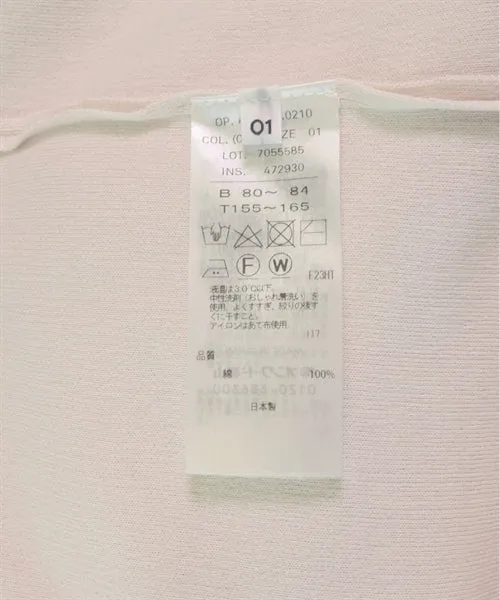 01
OP. .0210
COL. ZE 01
LOT. 7055585
INS. 472930
B 80～ 84
T155～165
F W
F23HT
液温は30℃以下、
中性洗剤（おしゃれ着洗い）を
使用、よくすすぎ、絞りの後す
ぐに干すこと。
アイロンはあて布使用
117
品質
綿 100%
日本製